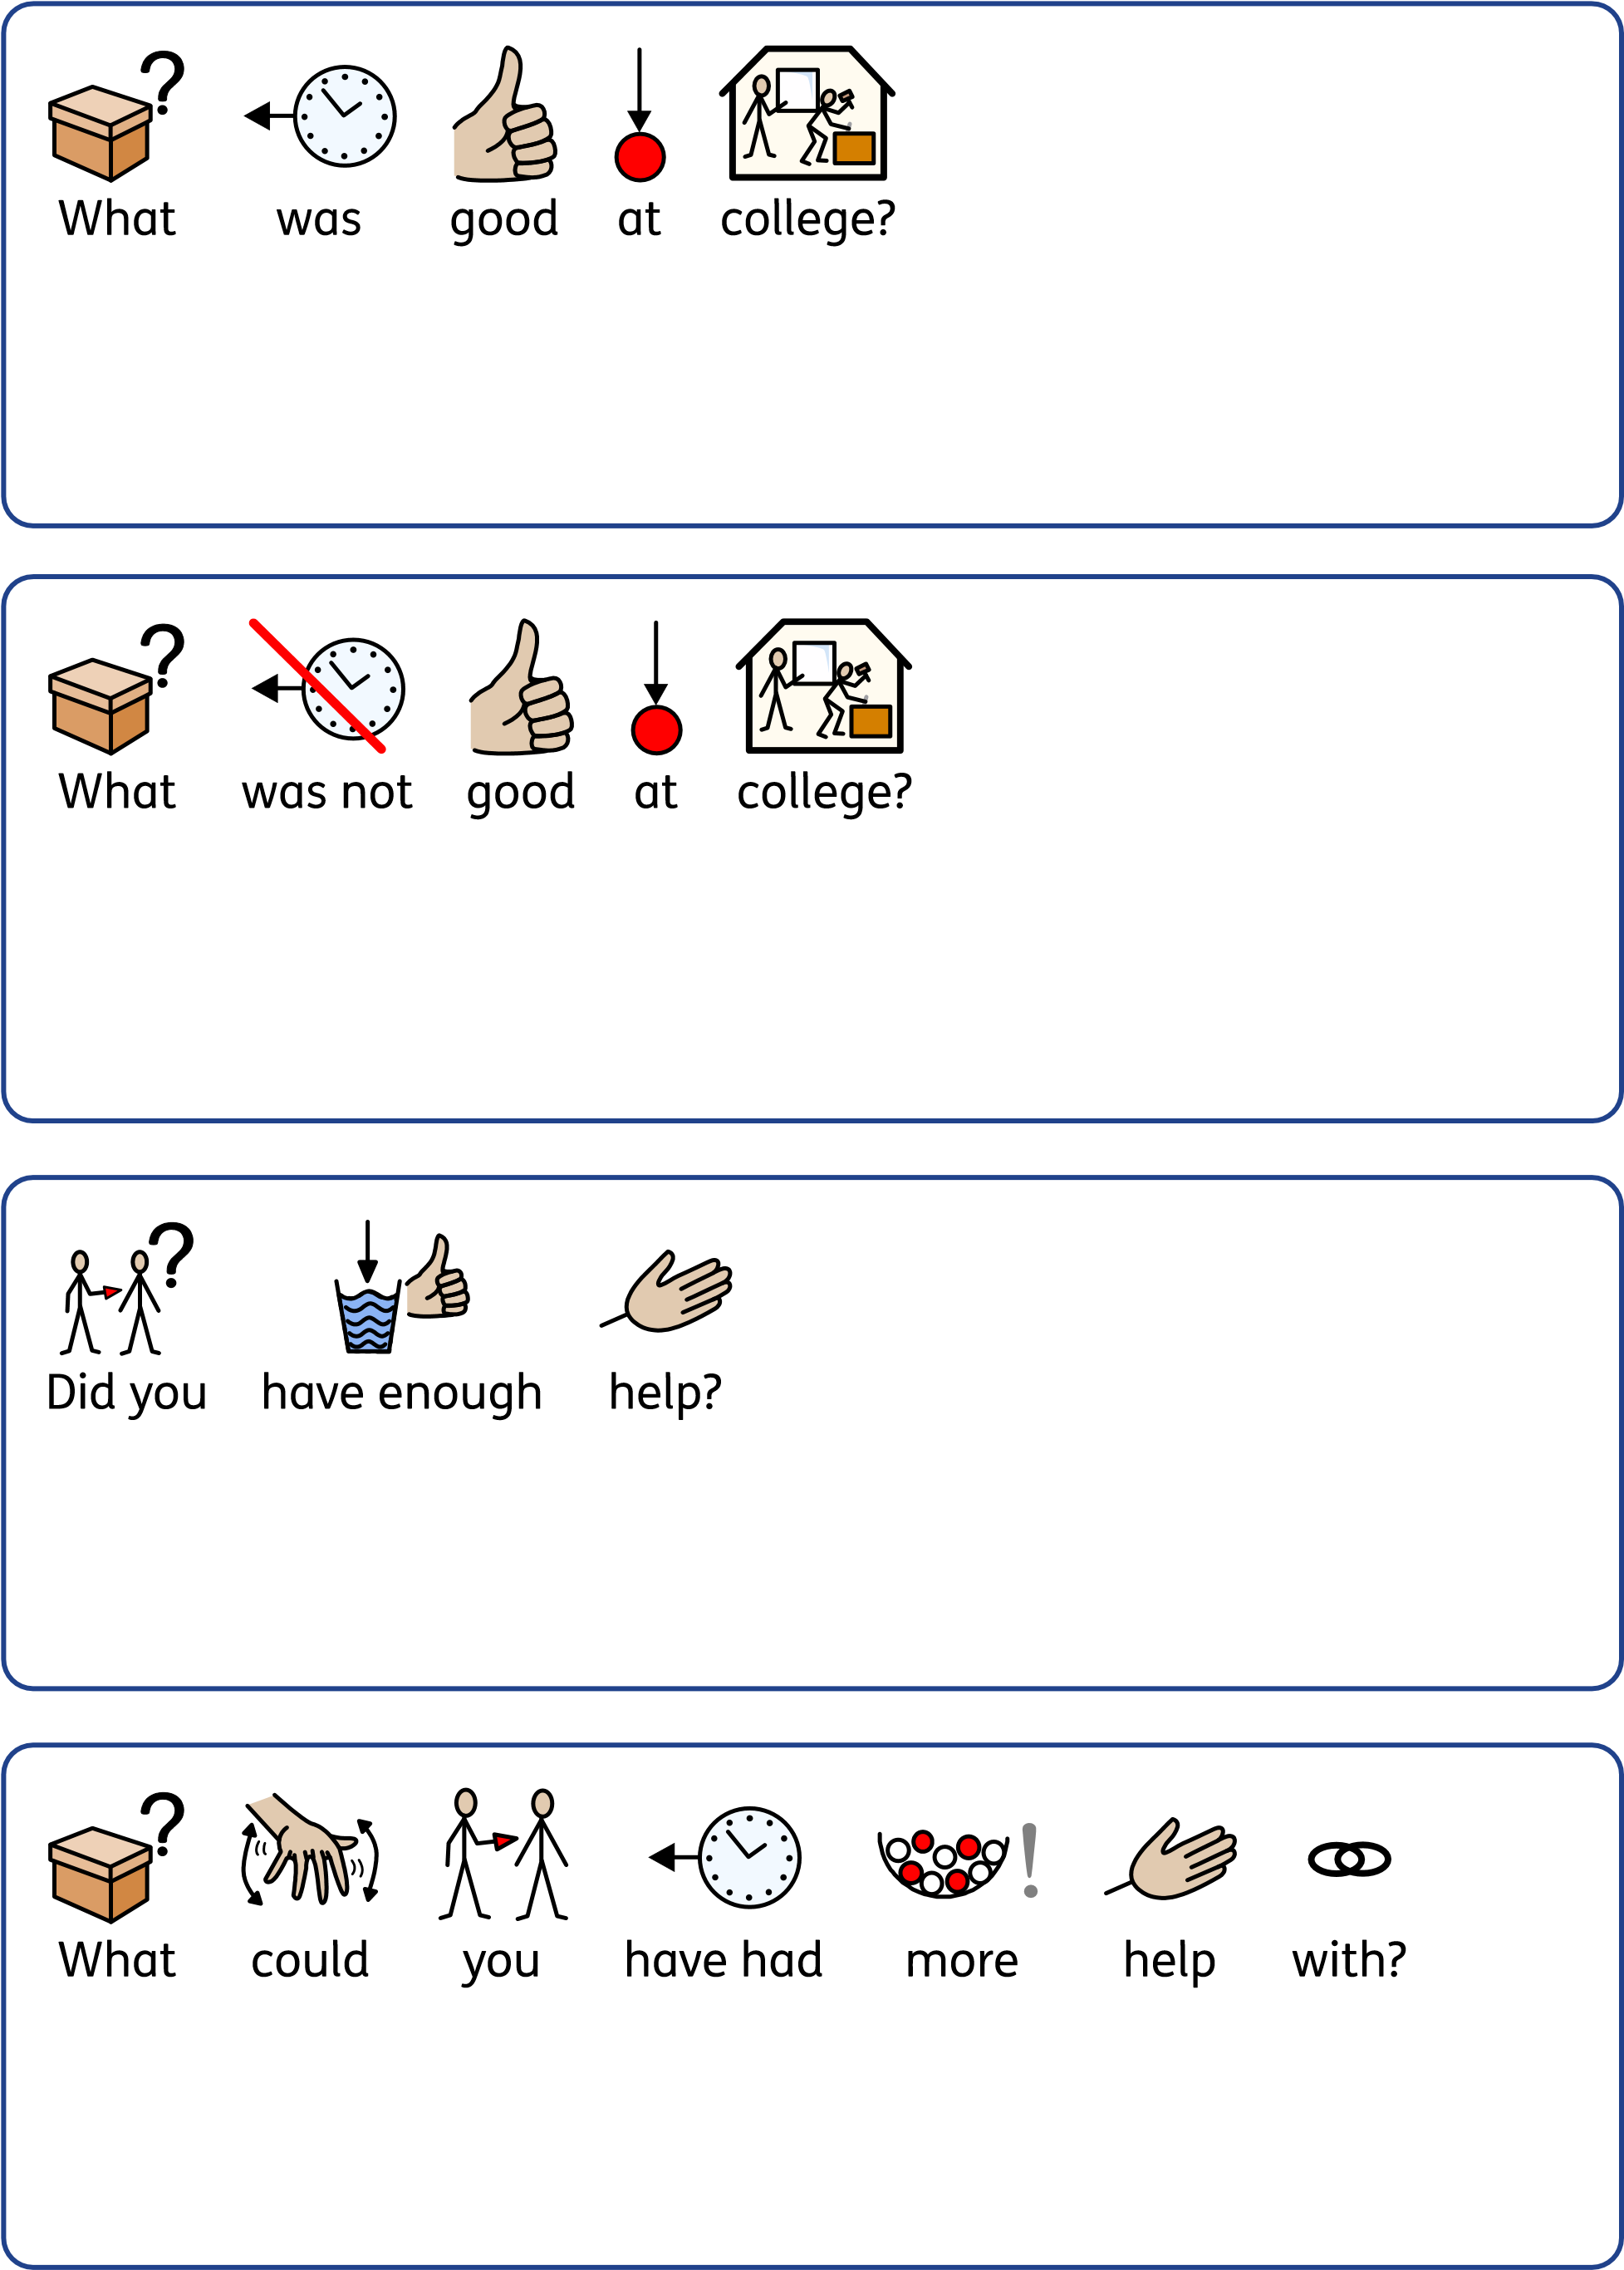 What was good at college?
What was not good at college?
Did you have enough help?
What could you have had more help with?